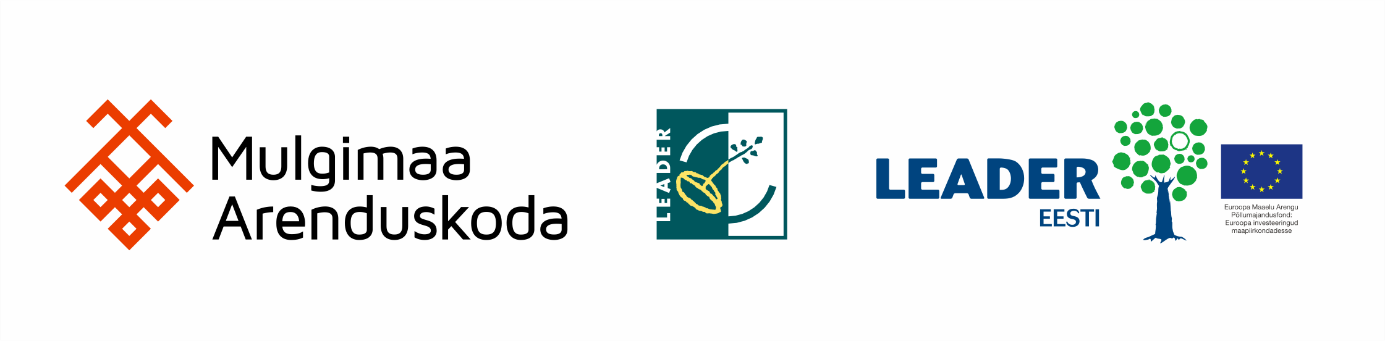 Mulgimaa
Arenduskoda
LEADER
LEADER
EESTI
Euroopa Maaelu Arengu
Põllumajandusfond:
Euroopa investeeringud
maapiirkondadesse